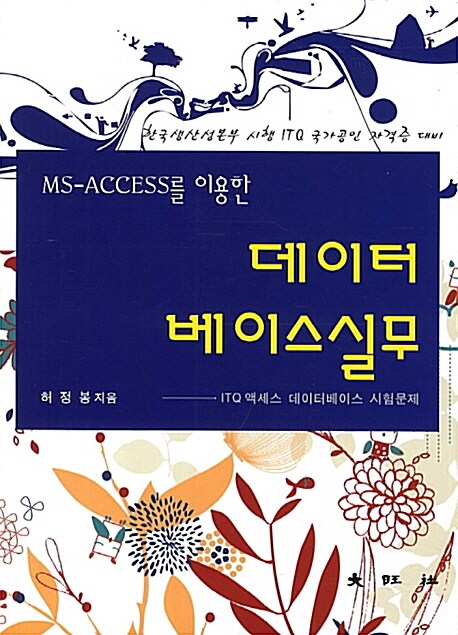 한국생산성본부 시행 ITQ 국가공인 자격증 대비
MS-ACCESS를 이용한
데이터
베이스실무
허정봉 지음
ITQ 액세스 데이터베이스 시험문제
大旺社